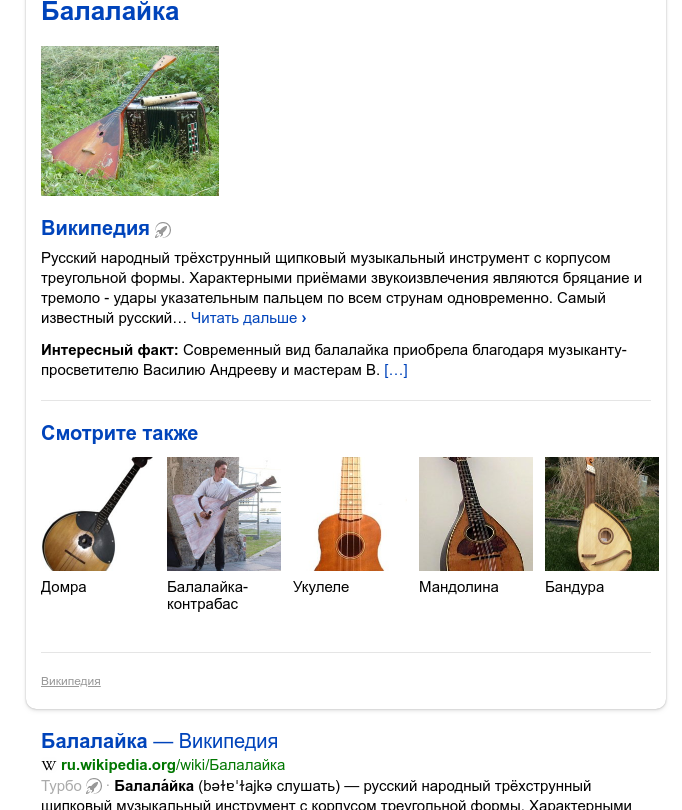 Балалайка
Википедия
Русский народный трёхструнный щипковый музыкальный инструмент с корпусом
треугольной формы. Характерными приёмами звукоизвлечения являются бряцание и
тремоло - удары указательным пальцем по всем струнам одновременно. Самый
известный русский… Читать дальше ›
Интересный факт: Современный вид балалайка приобрела благодаря музыканту-
просветителю Василию Андрееву и мастерам В. […]
Смотрите также
Домра
Балалайка-
контрабас
Укулеле
Мандолина
Бандура
Википедия
Балалайка — Википедия
W ru.wikipedia.org/wiki/Балалайка
Турбо · Балала́йка (bəɫɐˈɫajkə слушать) — русский народный трёхструнный
щипковый музыкальный инструмент с корпусом треугольной формы. Характерными